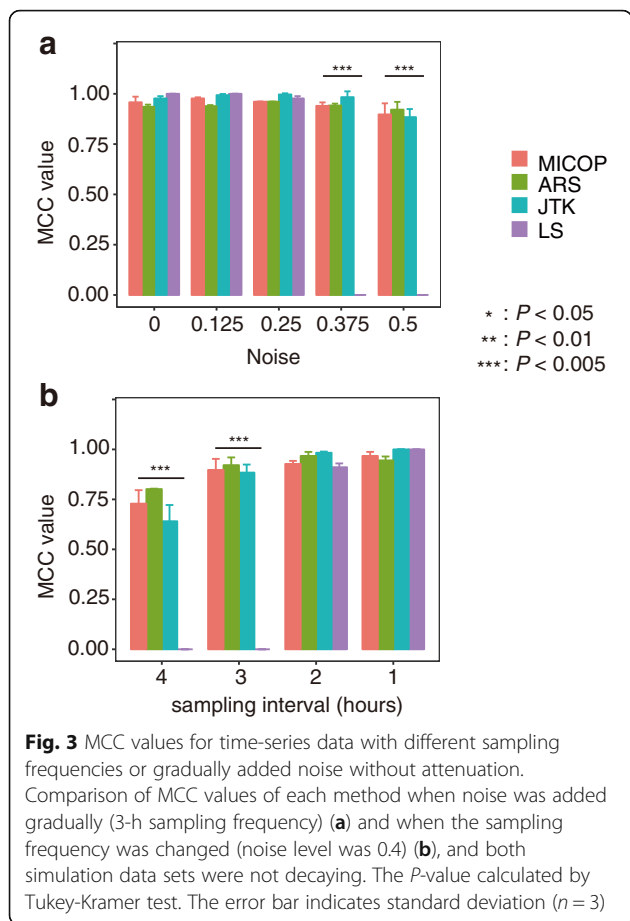 a
***
***
1.00
0.75
0.50
0.25
0.00
MCC value
0 0.125 0.25 0.375 0.5
Noise
MICOP
ARS
JTK
LS
* : P < 0.05
** : P < 0.01
***: P < 0.005
b
***
***
1.00
0.75
0.50
0.25
0.00
MCC value
4 3 2 1
sampling interval (hours)
Fig. 3 MCC values for time-series data with different sampling
frequencies or gradually added noise without attenuation.
Comparison of MCC values of each method when noise was added
gradually (3-h sampling frequency) (a) and when the sampling
frequency was changed (noise level was 0.4) (b), and both
simulation data sets were not decaying. The P-value calculated by
Tukey-Kramer test. The error bar indicates standard deviation (n = 3)